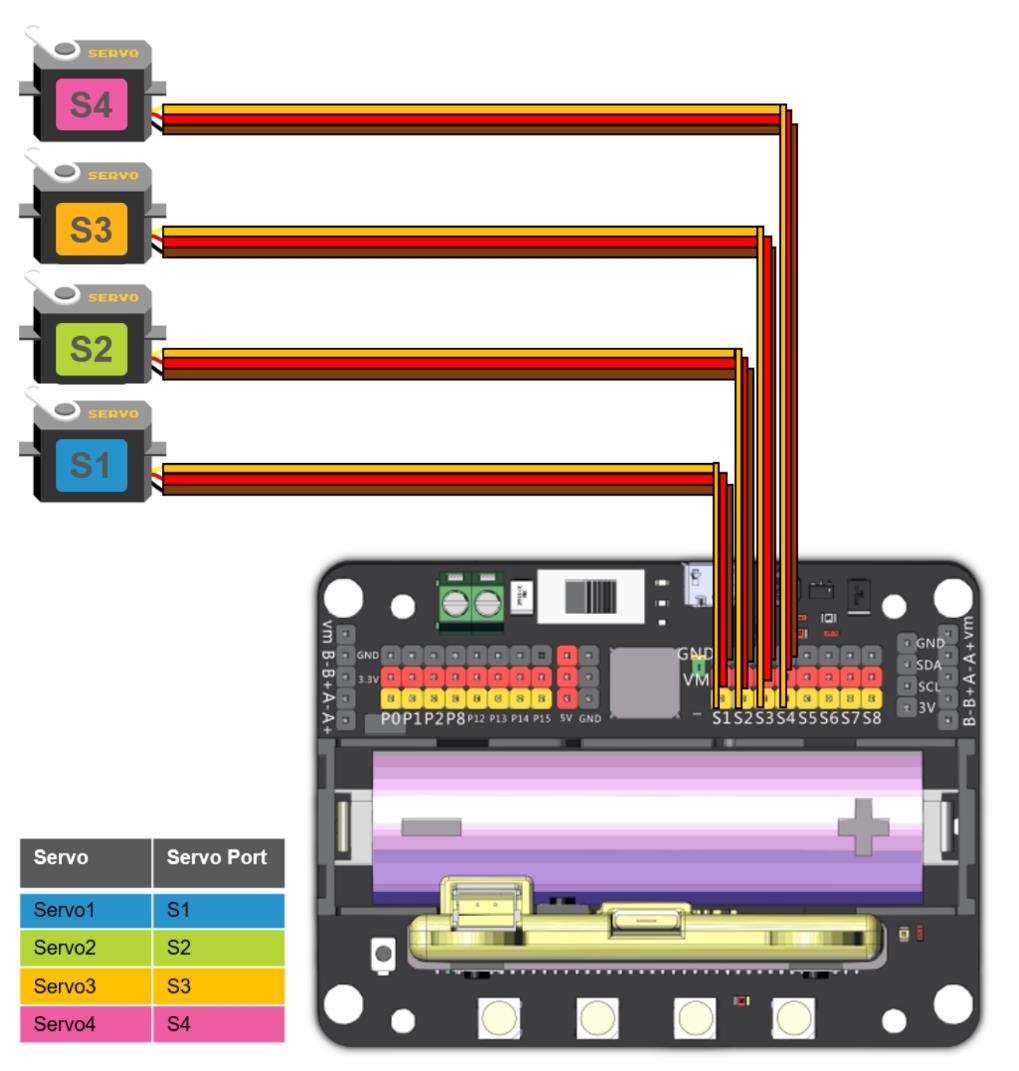 SERVO
S4
SERVO
S3
SERVO
S2
SERVO
S1
vm B-B+A-A+
GND
3.3V
P0 P1 P2 P8 P12 P13 P14 P15 5V GND
GND
VM
-
S1 S2 S3 S4 S5 S6 S7 S8
GND
SDA
SCL
3V
B-B+A-A+vm
Servo Servo Port
Servo1 S1
Servo2 S2
Servo3 S3
Servo4 S4